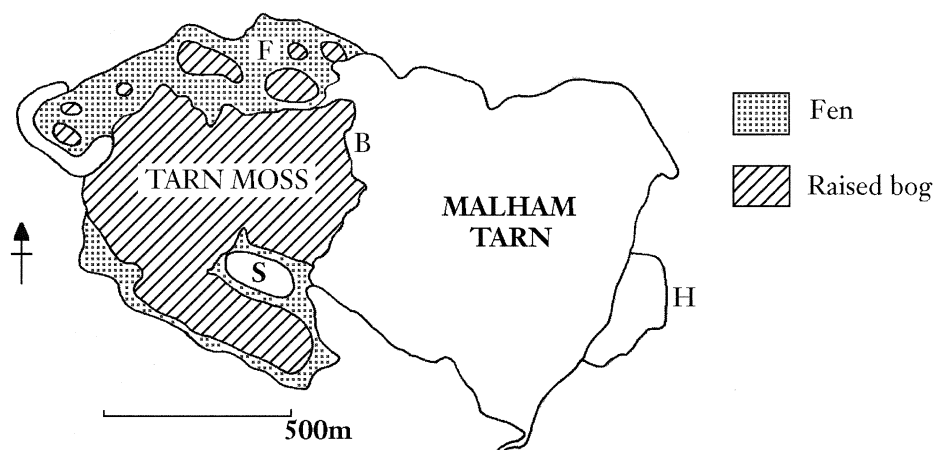 F
B
TARN MOSS
MALHAM
TARN
S
H
500m
Fen
Raised bog